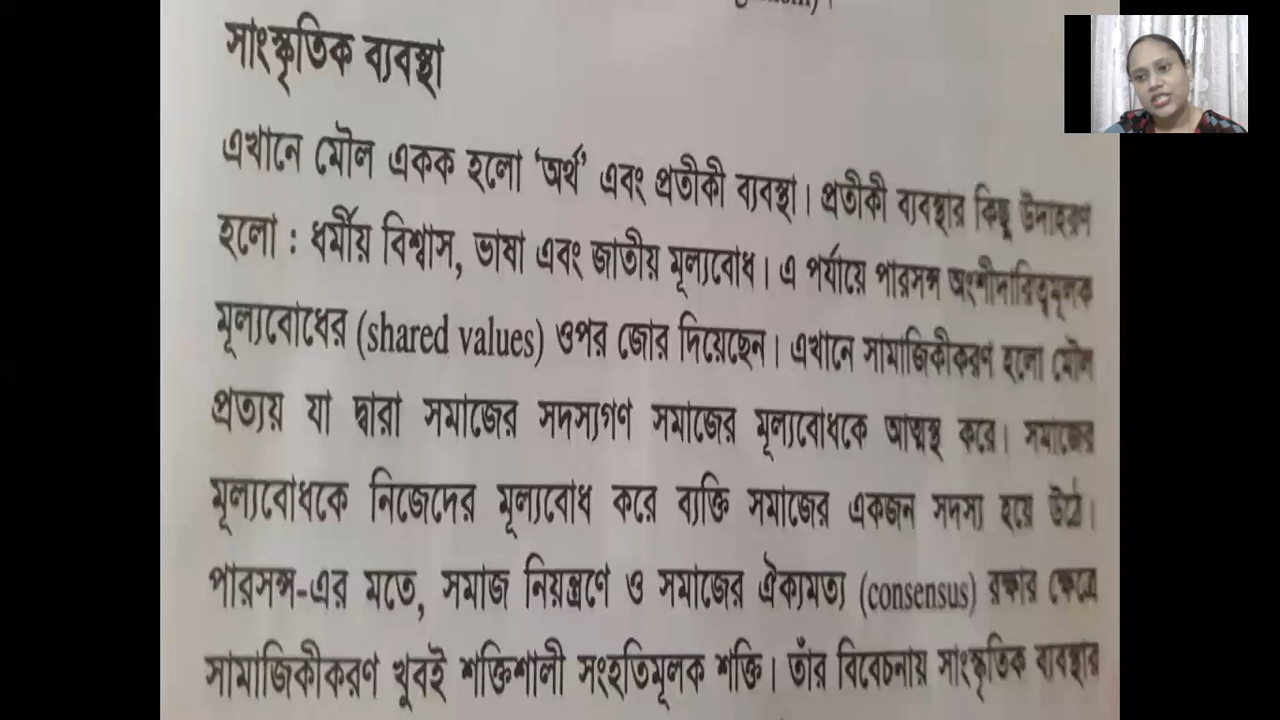 সাংস্কৃতিক ব্যবস্থা
এখানে মৌল একক হলো ‘অর্থ’ এবং প্রতীকী ব্যবস্থা। প্রতীকী ব্যবস্থার কিছু উদাহরণ
হলো : ধর্মীয় বিশ্বাস, ভাষা এবং জাতীয় মূল্যবোধ। এ পর্যায়ে পারসন্স অংশীদারিত্বমূলক
মূল্যবোধের (shared values) ওপর জোর দিয়েছেন। এখানে সামাজিকীকরণ হলো মৌল
প্রত্যয় যা দ্বারা সমাজের সদস্যগণ সমাজের মূল্যবোধকে আত্মস্থ করে। সমাজের
মূল্যবোধকে নিজেদের মূল্যবোধ করে ব্যক্তি সমাজের একজন সদস্য হয়ে উঠে।
পারসন্স-এর মতে, সমাজ নিয়ন্ত্রণে ও সমাজের ঐক্যমত্য (consensus) রক্ষার ক্ষেত্রে
সামাজিকীকরণ খুবই শক্তিশালী সংহতিমূলক শক্তি। তাঁর বিবেচনায় সাংস্কৃতিক ব্যবস্থার